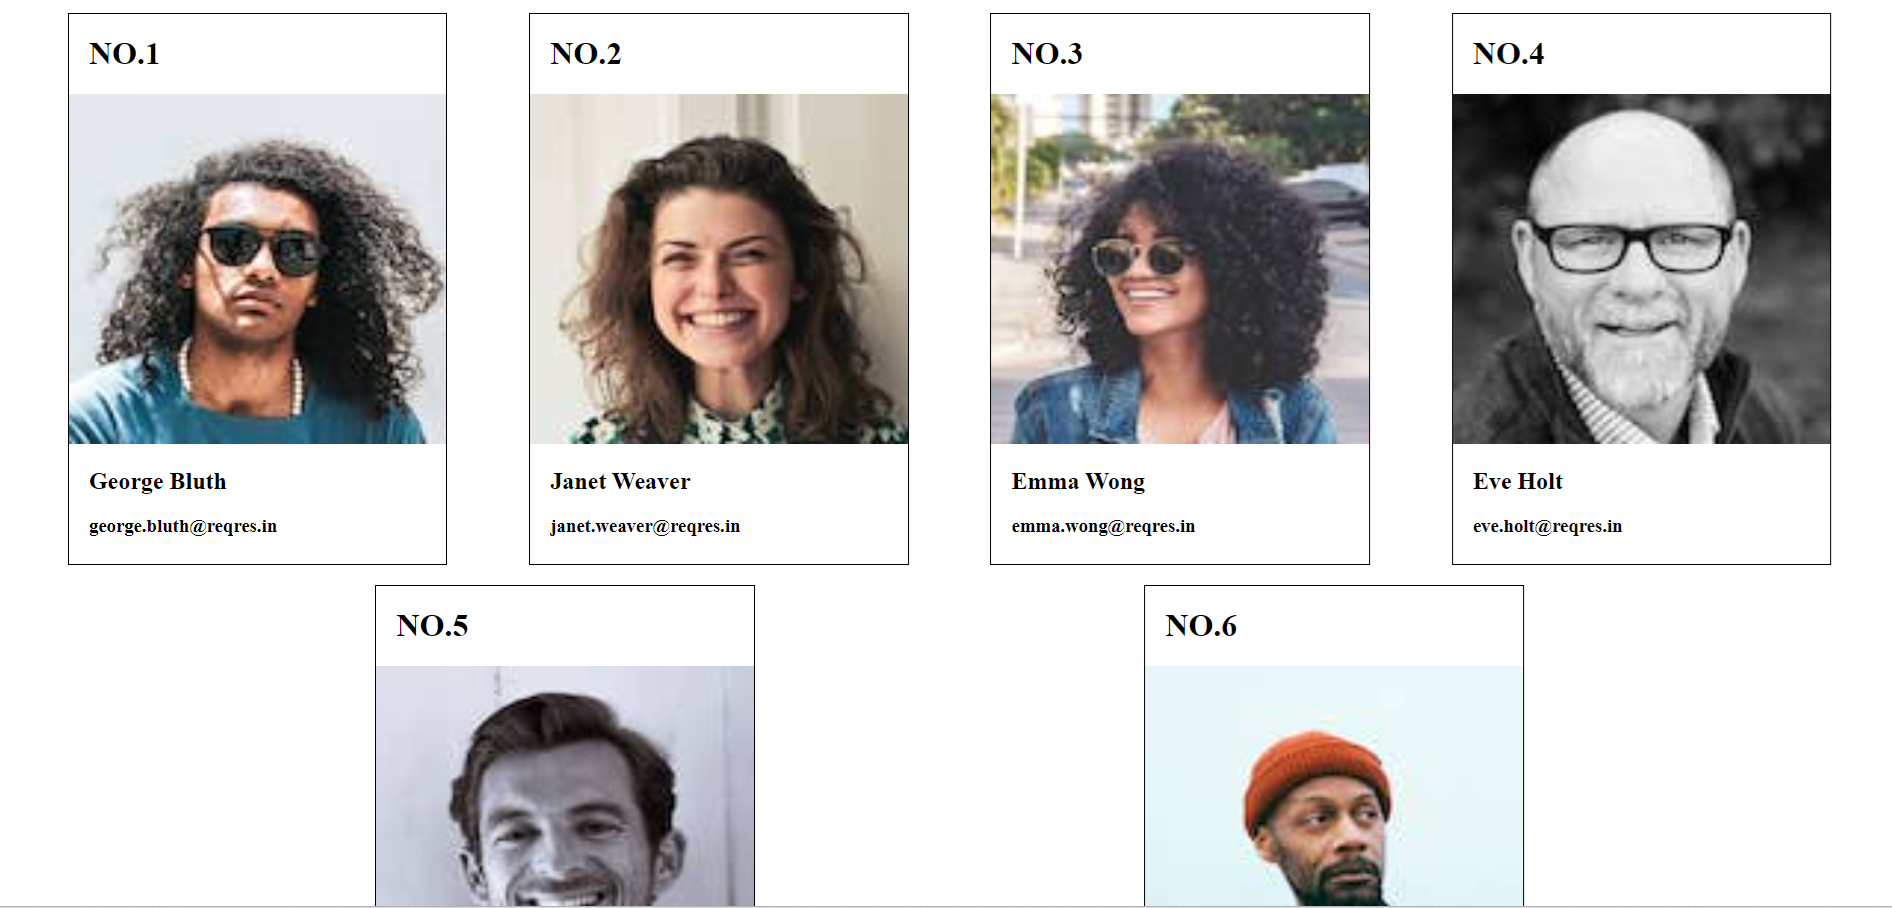 NO.1
NO.2
NO.3
NO.4
George Bluth
george.bluth@reqres.in
Janet Weaver
janet.weaver@reqres.in
Emma Wong
emma.wong@reqres.in
Eve Holt
eve.holt@reqres.in
NO.5
NO.6